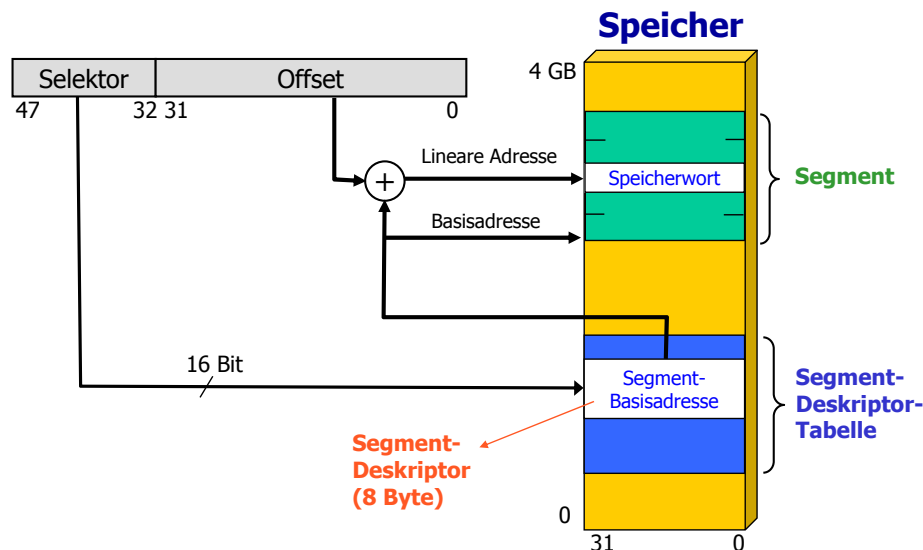 Speicher
4 GB
Selektor
Offset
47
32
31
0
Lineare Adresse
+
Speicherwort
Segment
Basisadresse
16 Bit
Segment-
Basisadresse
Segment-
Deskriptor-
Tabelle
Segment-
Deskriptor
(8 Byte)
0
31
0